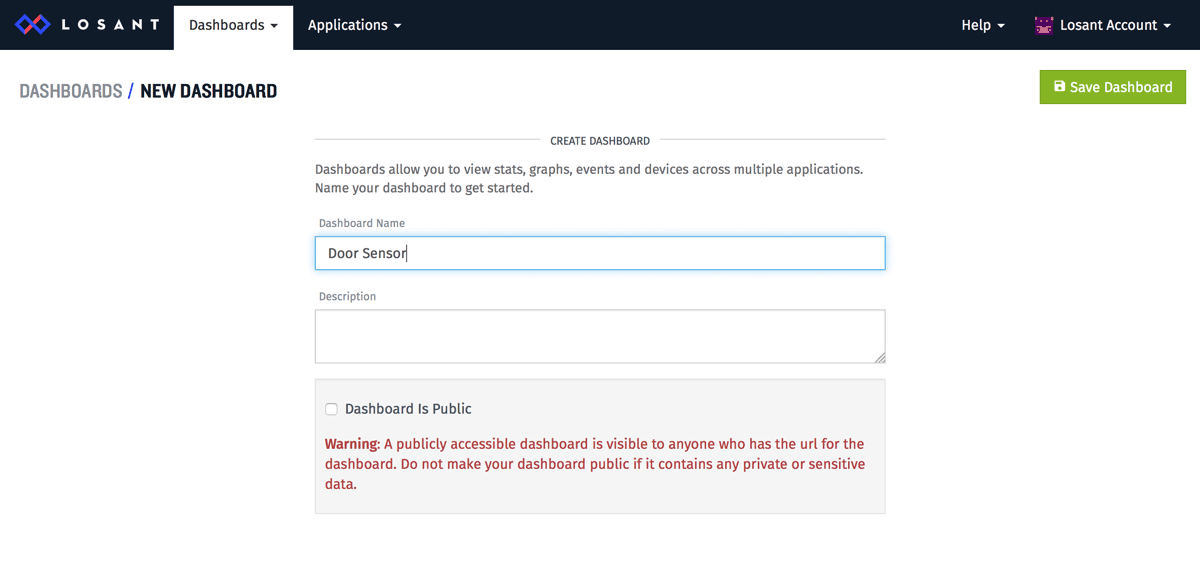 LOSANT Dashboards Applications Help Losant Account
DASHBOARDS / NEW DASHBOARD Save Dashboard
CREATE DASHBOARD
Dashboards allow you to view stats, graphs, events and devices across multiple applications.
Name your dashboard to get started.
Dashboard Name
Door Sensor
Description
Dashboard Is Public
Warning: A publicly accessible dashboard is visible to anyone who has the url for the
dashboard. Do not make your dashboard public if it contains any private or sensitive
data.